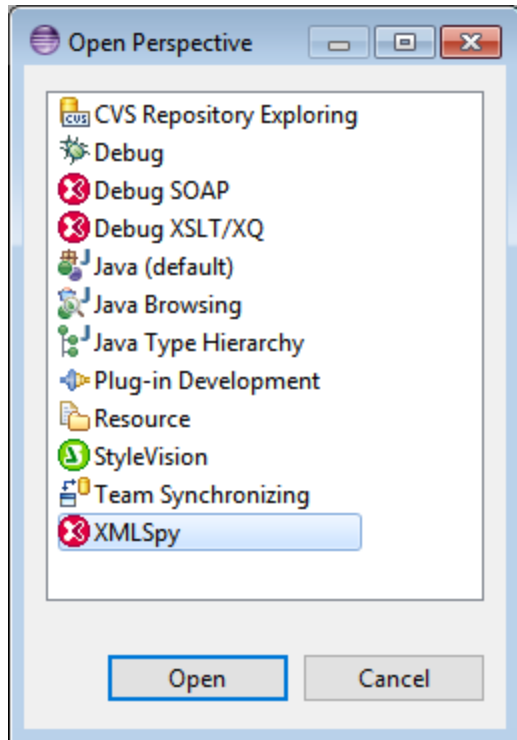 Open Perspective
CVS Repository Exploring
Debug
Debug SOAP
Debug XSLT/XQ
Java (default)
Java Browsing
Java Type Hierarchy
Plug-in Development
Resource
StyleVision
Team Synchronizing
XMLSpy
Open Cancel